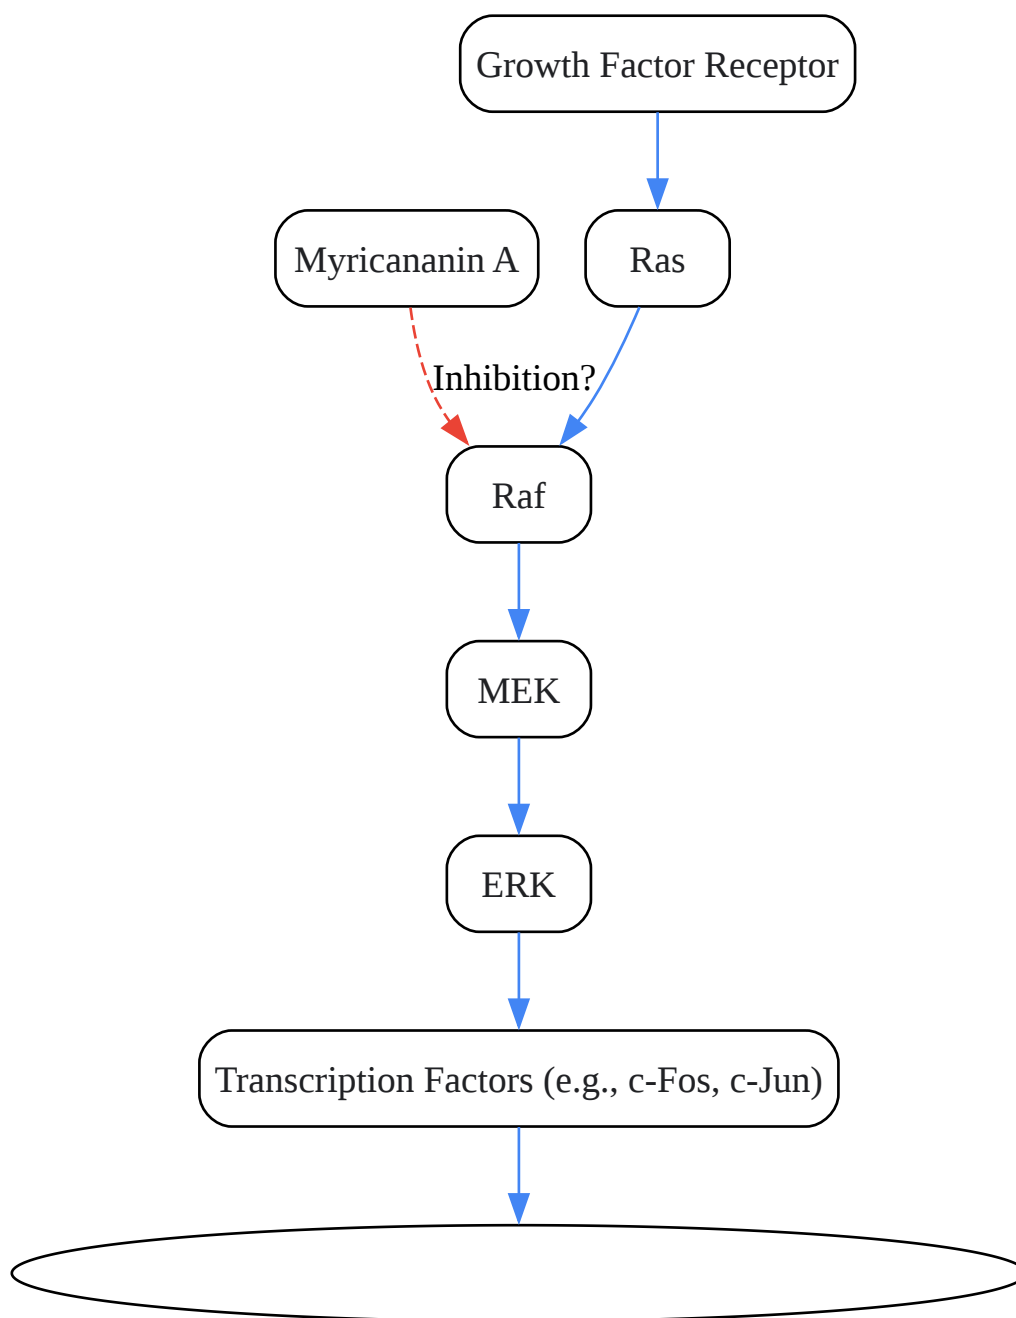 Growth Factor Receptor
Myricananin A
Ras
Inhibition?
Raf
MEK
ERK
Transcription Factors (e.g., c-Fos, c-Jun)